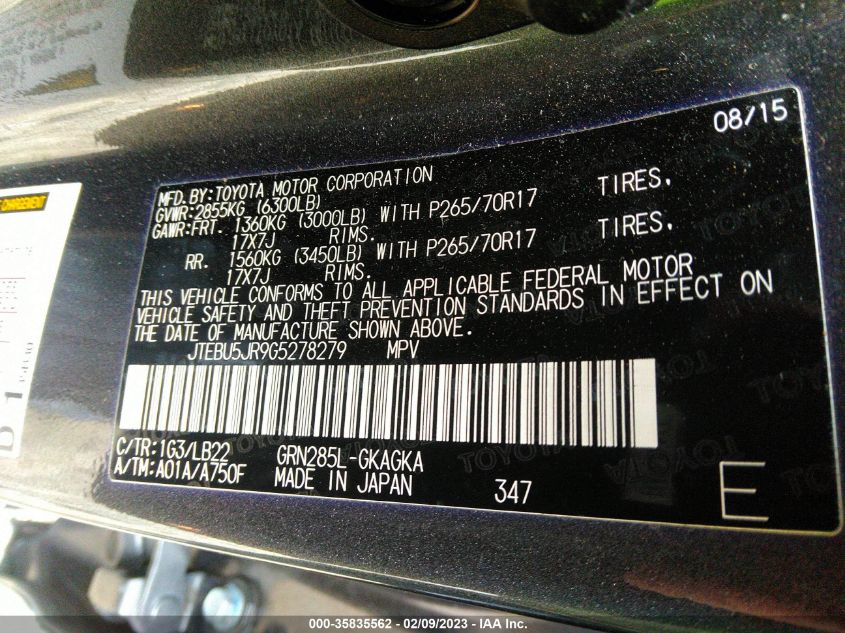 08/15
MFD. BY: TOYOTA MOTOR CORPORATION
GVWR: 2855KG (6300LB)
GAWR: FRT. 1360KG (3000LB) WITH P265/70R17 TIRES,
17X7J RIMS.
RR. 1560KG (3450LB) WITH P265/70R17 TIRES,
17X7J RIMS.
THIS VEHICLE CONFORMS TO ALL APPLICABLE FEDERAL MOTOR
VEHICLE SAFETY AND THEFT PREVENTION STANDARDS IN EFFECT ON
THE DATE OF MANUFACTURE SHOWN ABOVE.
JTEBU5JR9G5278279 MPV
C/TR: 1G3/LB22 GRN285L-GKAGKA
A/TM: A01A/A750F MADE IN JAPAN
347
E
000-35835562 - 02/09/2023 - IAA Inc.